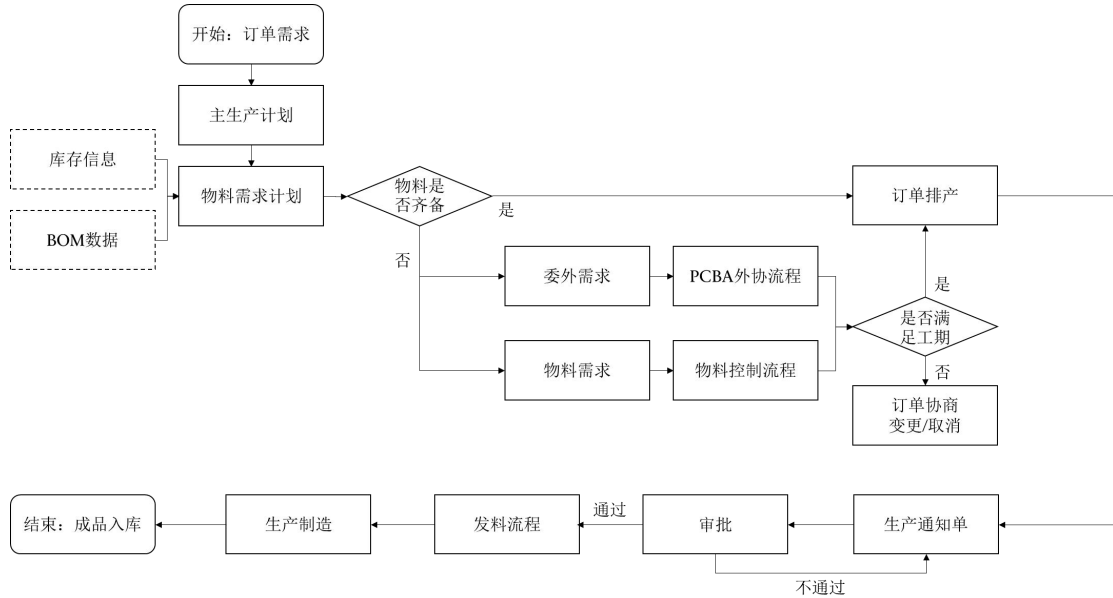 开始：订单需求
主生产计划
库存信息
物料需求计划
BOM数据
物料是
否齐备
是
订单排产
否
委外需求
PCBA外协流程
是
是否满
足工期
物料需求
物料控制流程
否
订单协商
变更/取消
结束：成品入库
生产制造
发料流程
通过
审批
生产通知单
不通过